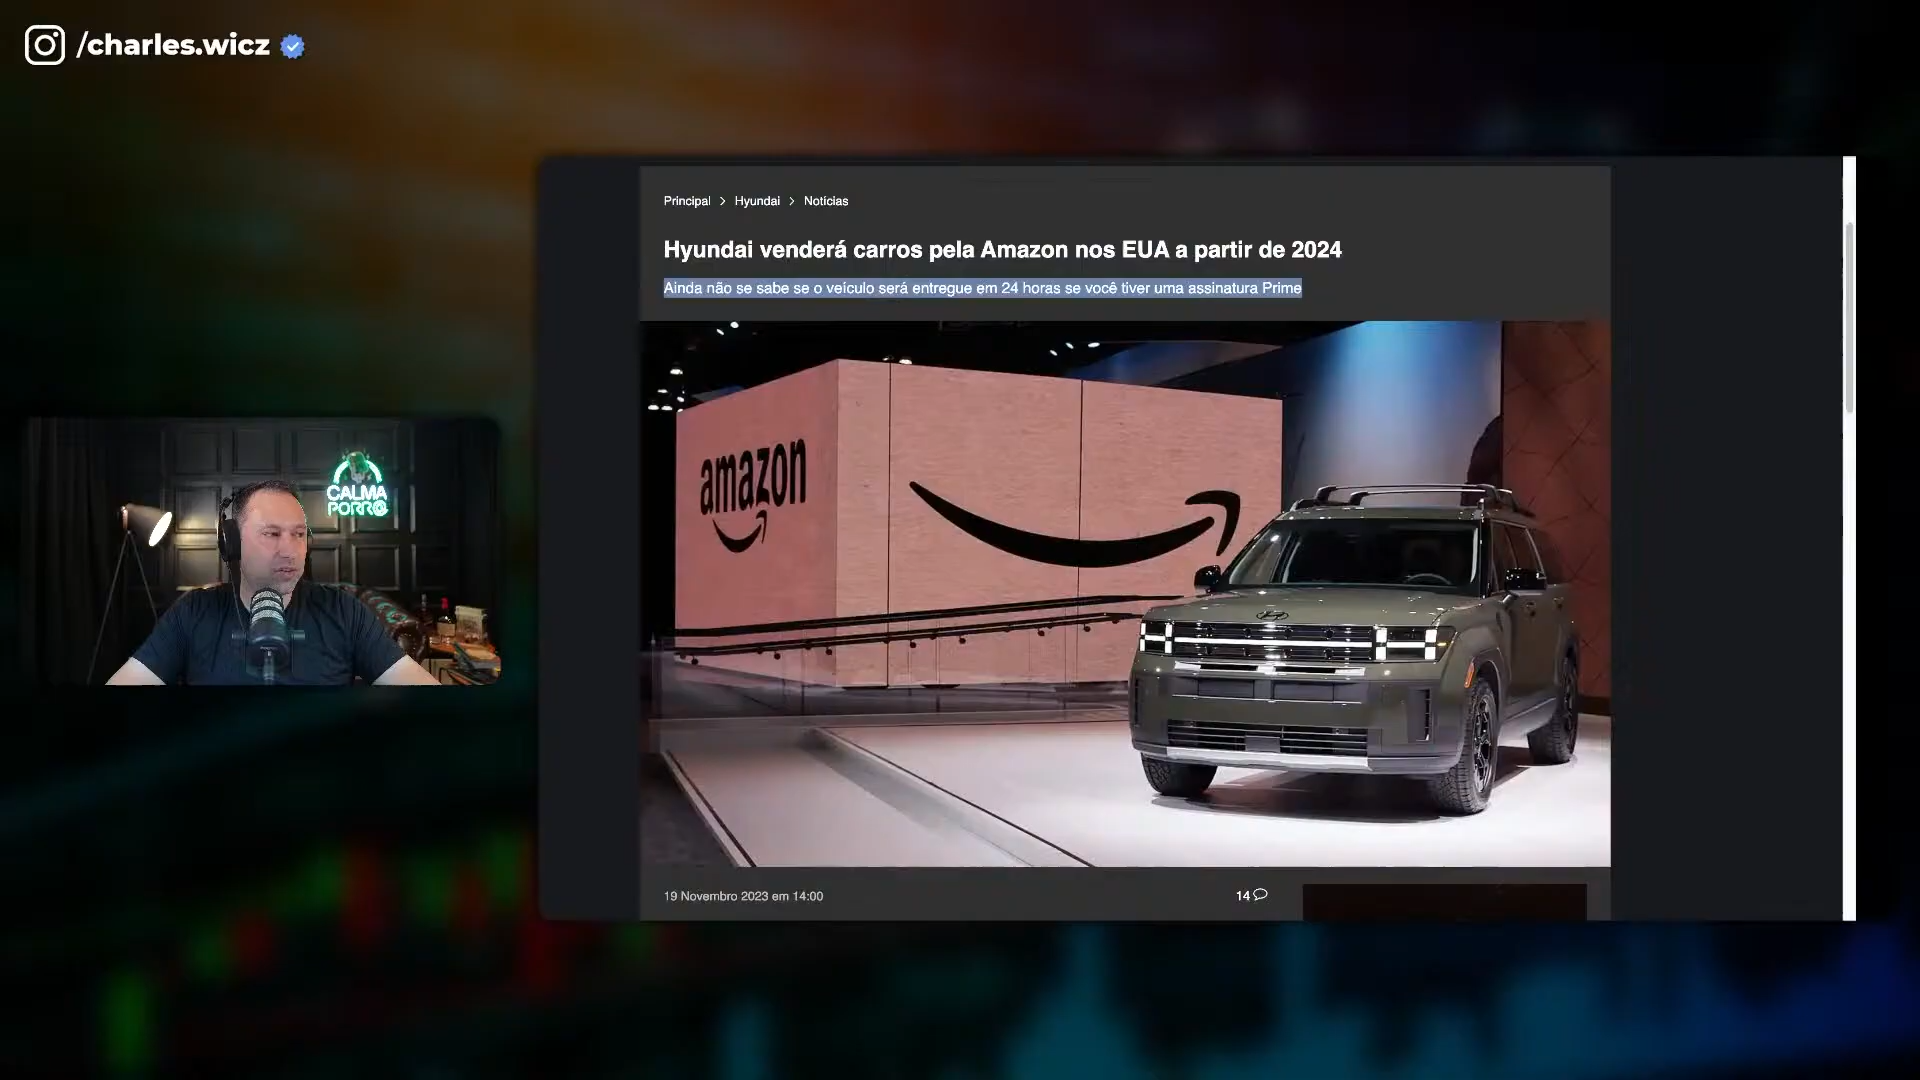 /charles.wicz
Principal > Hyundai > Notícias
Hyundai venderá carros pela Amazon nos EUA a partir de 2024
Ainda não se sabe se o veículo será entregue em 24 horas se você tiver uma assinatura Prime
amazon
CALMA
PORRO
19 Novembro 2023 em 14:00
14